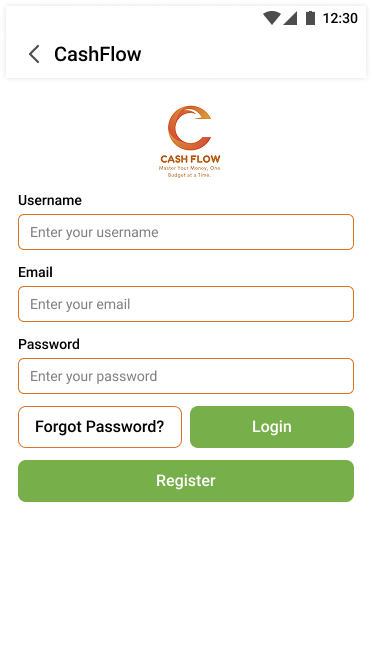 12:30
CashFlow
CASH FLOW
Master Your Money, One
Budget at a Time.
Username
Enter your username
Email
Enter your email
Password
Enter your password
Forgot Password?
Login
Register